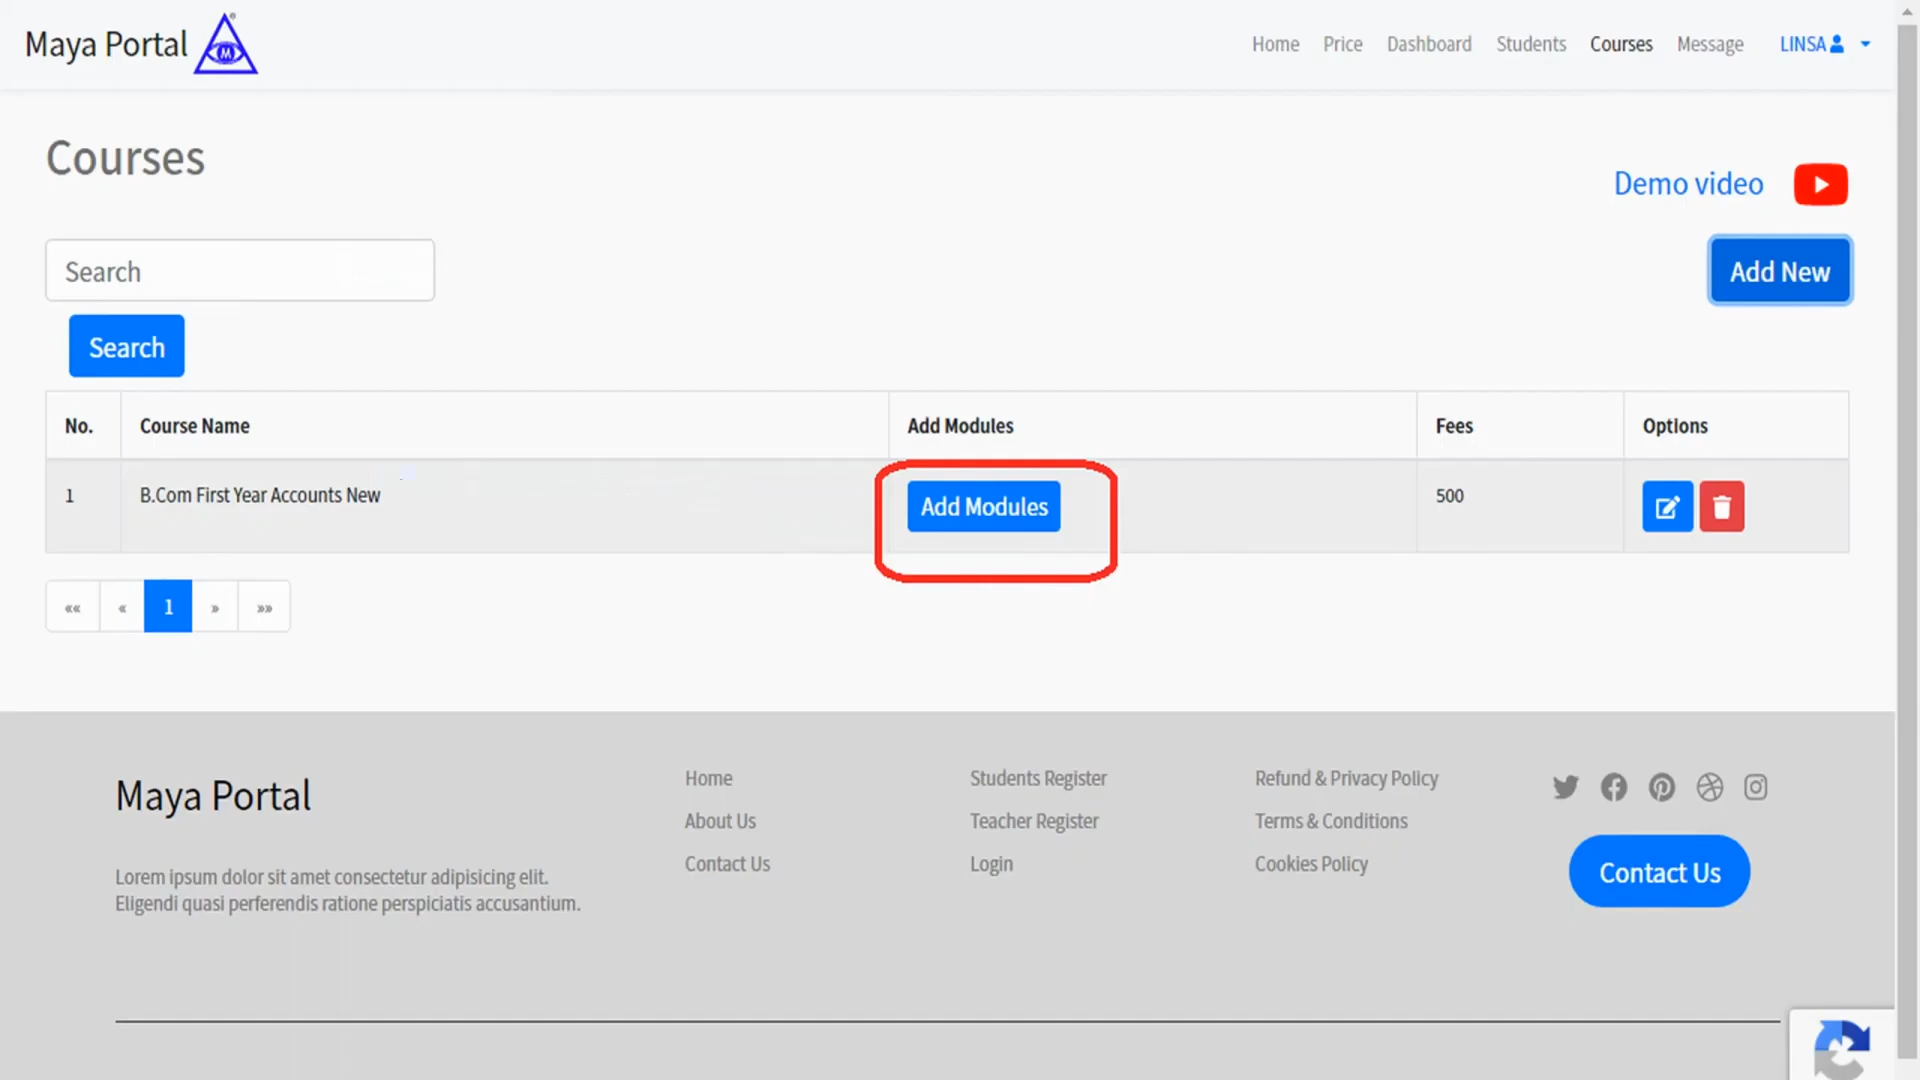 Maya Portal M
Home Price Dashboard Students Courses Message LINSA
Courses
Demo video
Search
Add New
Search
No. Course Name Add Modules Fees Options
1 B.Com First Year Accounts New Add Modules 500
«« « 1 » »»
Maya Portal
Lorem ipsum dolor sit amet consectetur adipisicing elit.
Eligendi quasi perferendis ratione perspiciatis accusantium.
Home
About Us
Contact Us
Students Register
Teacher Register
Login
Refund & Privacy Policy
Terms & Conditions
Cookies Policy
Contact Us